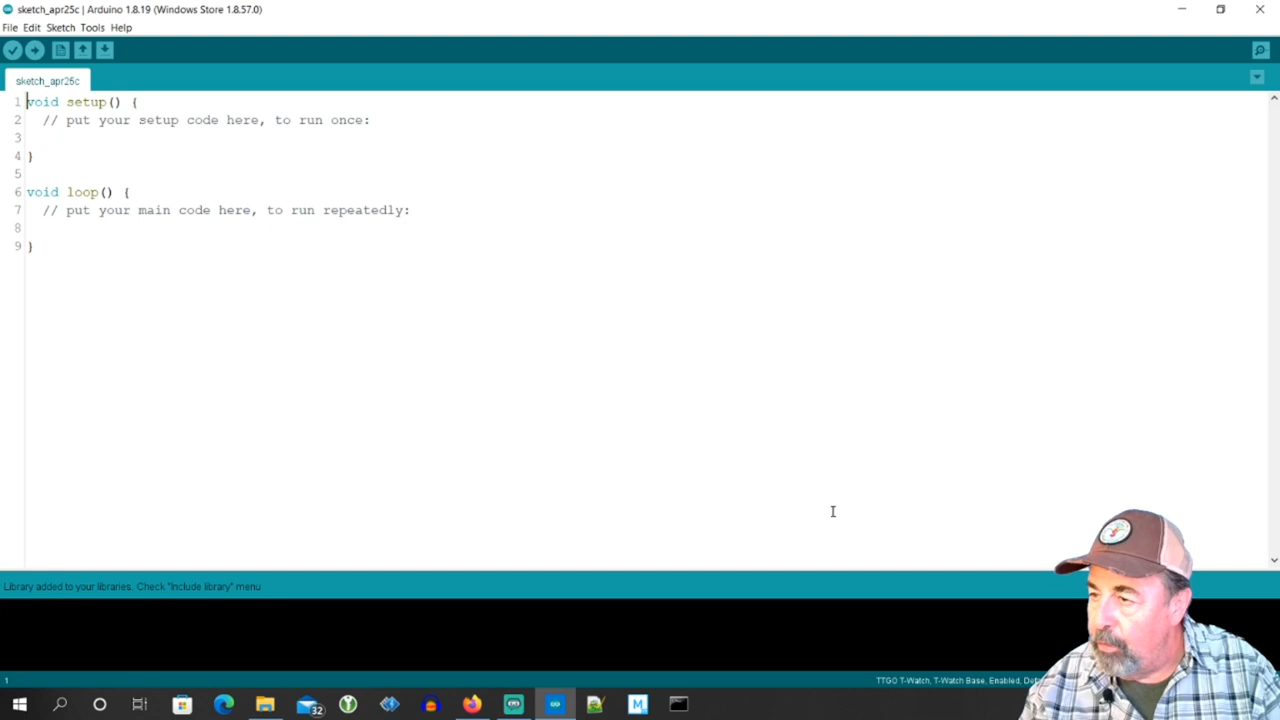 sketch_apr25c | Arduino 1.8.19 (Windows Store 1.8.57.0)
File Edit Sketch Tools Help
sketch_apr25c
1 void setup() {
2 // put your setup code here, to run once:
3
4 }
5
6 void loop() {
7 // put your main code here, to run repeatedly:
8
9 }
Library added to your libraries. Check "Include library" menu
1 TTGO T-Watch, T-Watch Base, Enabled,
32
M